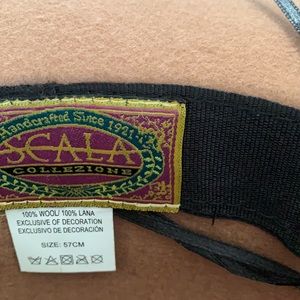 Handcrafted Since 1921
SCALA
COLLEZIONE
100% WOOL/ 100% LANA
EXCLUSIVE OF DECORATION
EXCLUSIVO DE DECORACIÓN
SIZE: 57CM